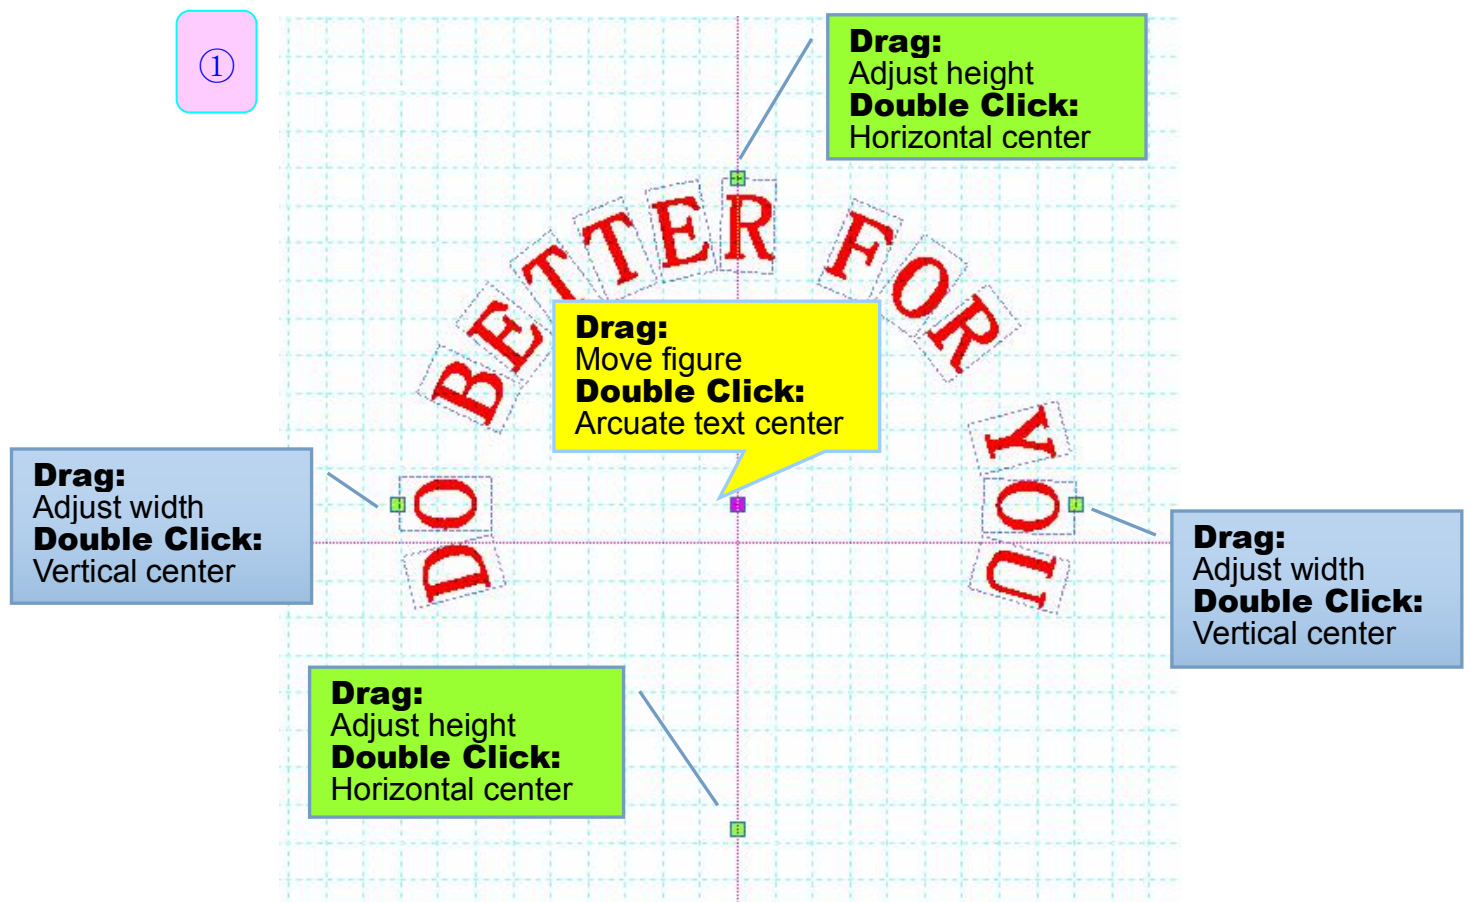 ①
Drag:
Adjust height
Double Click:
Horizontal center
DO BETTER FOR YOU
Drag:
Move figure
Double Click:
Arcuate text center
Drag:
Adjust width
Double Click:
Vertical center
Drag:
Adjust width
Double Click:
Vertical center
Drag:
Adjust height
Double Click:
Horizontal center